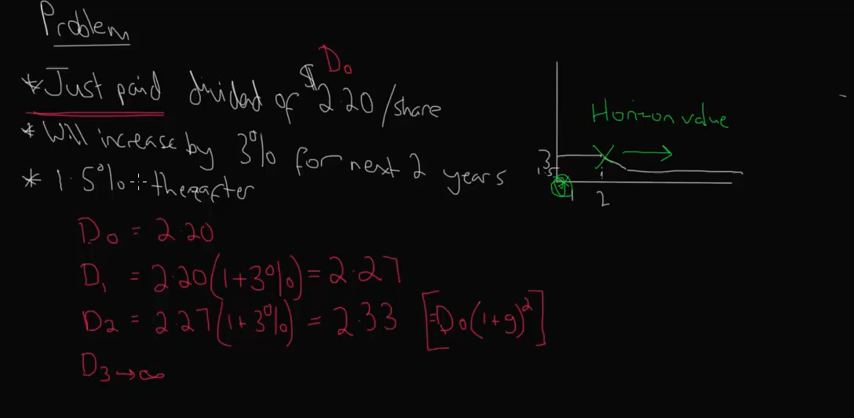 Problem
D₀
* Just paid dividend of $2.20/share
* Will increase by 3% for next 2 years
* 1.5% thereafter
D₀ = 2.20
D₁ = 2.20(1+3%) = 2.27
D₂ = 2.27(1+3%) = 2.33 [=D₀(1+g)²]
D₃→∞
Horizon value
3
1.5
1
2